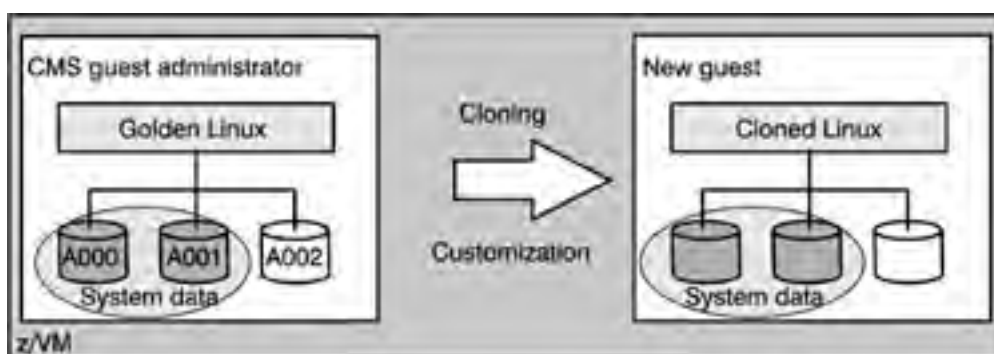 CMS guest administrator
Golden Linux
A000
A001
A002
System data
Cloning
Customization
New guest
Cloned Linux
System data
z/VM